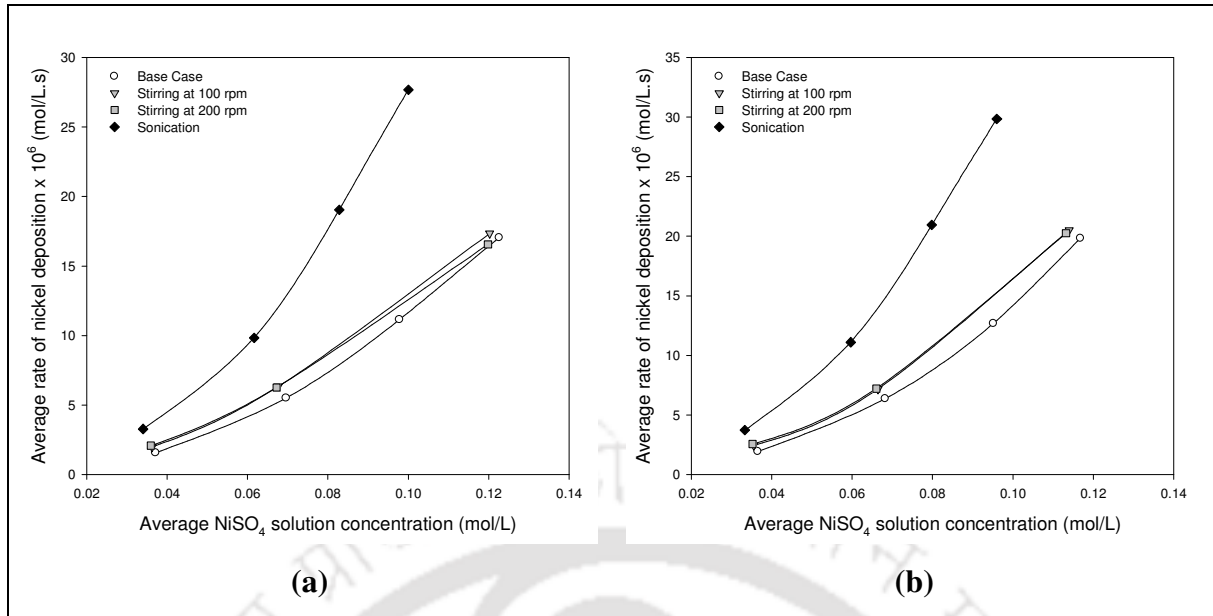 30
25
20
15
10
5
0
0.02 0.04 0.06 0.08 0.10 0.12 0.14
Average rate of nickel deposition x 10⁶ (mol/L.s)
Average NiSO₄ solution concentration (mol/L)
Base Case
Stirring at 100 rpm
Stirring at 200 rpm
Sonication
(a)
35
30
25
20
15
10
5
0
0.02 0.04 0.06 0.08 0.10 0.12 0.14
Average rate of nickel deposition x 10⁶ (mol/L.s)
Average NiSO₄ solution concentration (mol/L)
Base Case
Stirring at 100 rpm
Stirring at 200 rpm
Sonication
(b)